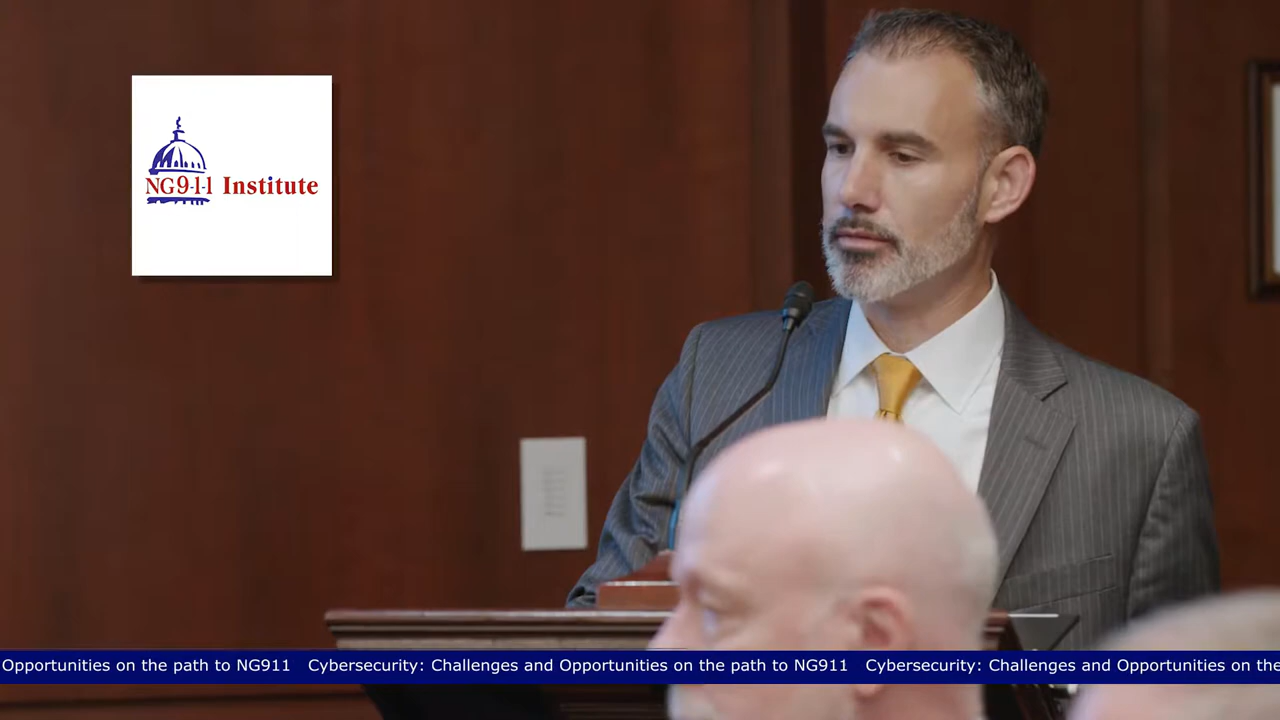 NG9-1-1 Institute
Opportunities on the path to NG911 Cybersecurity: Challenges and Opportunities on the path to NG911 Cybersecurity: Challenges and Opportunities on the